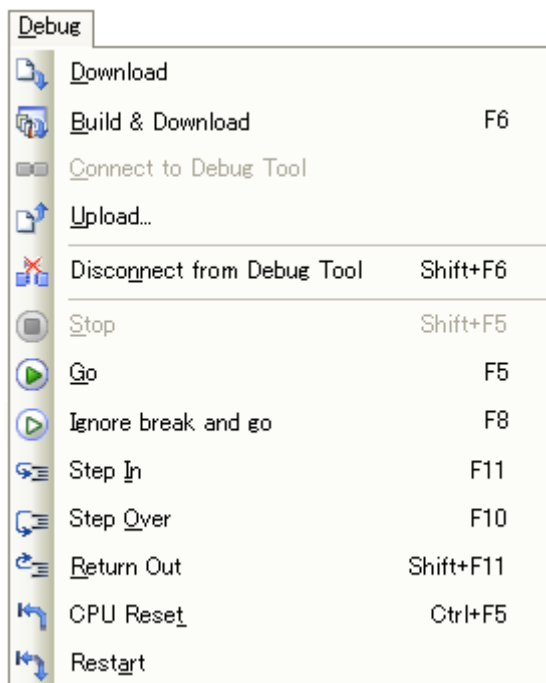 Debug
Download
Build & Download F6
Connect to Debug Tool
Upload...
Disconnect from Debug Tool Shift+F6
Stop Shift+F5
Go F5
Ignore break and go F8
Step In F11
Step Over F10
Return Out Shift+F11
CPU Reset Ctrl+F5
Restart